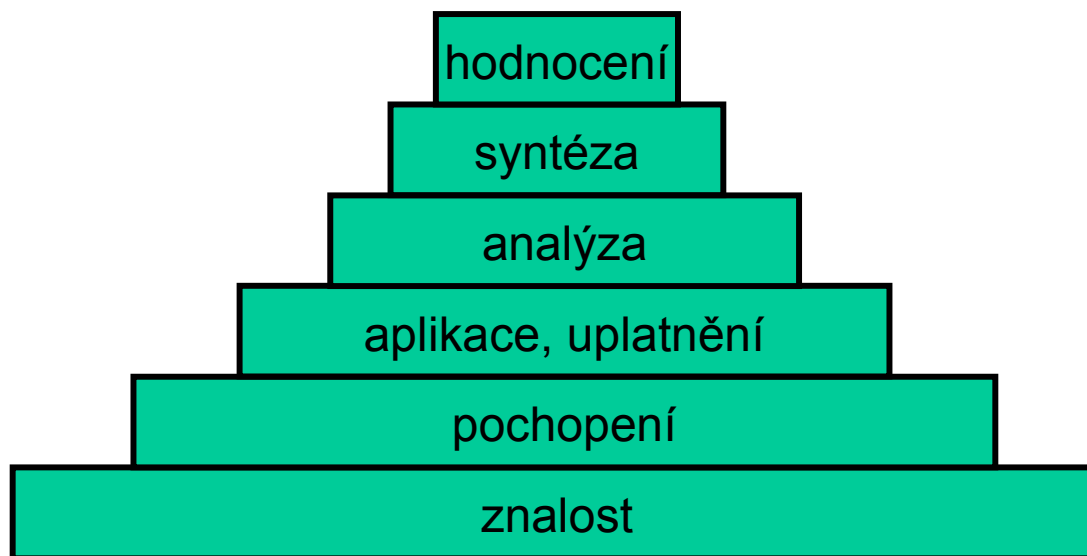 hodnocení
syntéza
analýza
aplikace, uplatnění
pochopení
znalost